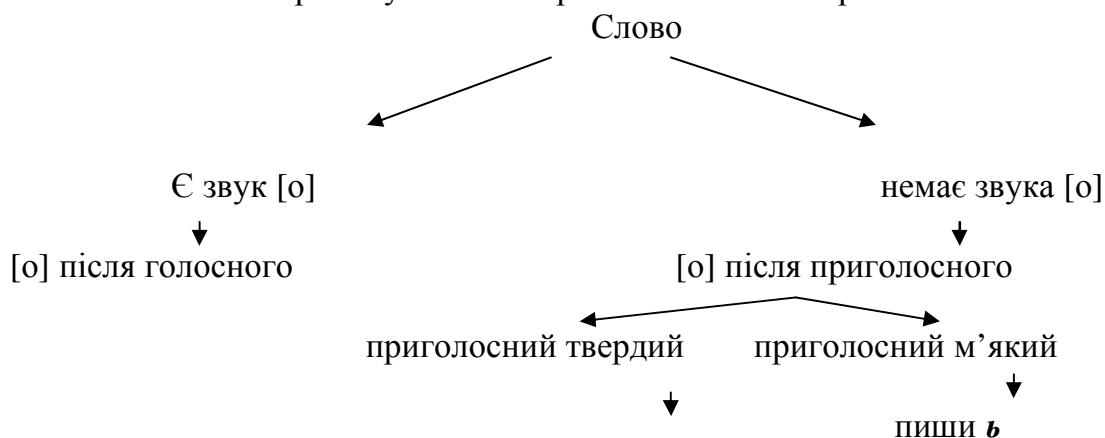 Слово
Є звук [о] немає звука [о]
[о] після голосного [о] після приголосного
приголосний твердий приголосний м’який
пиши ь